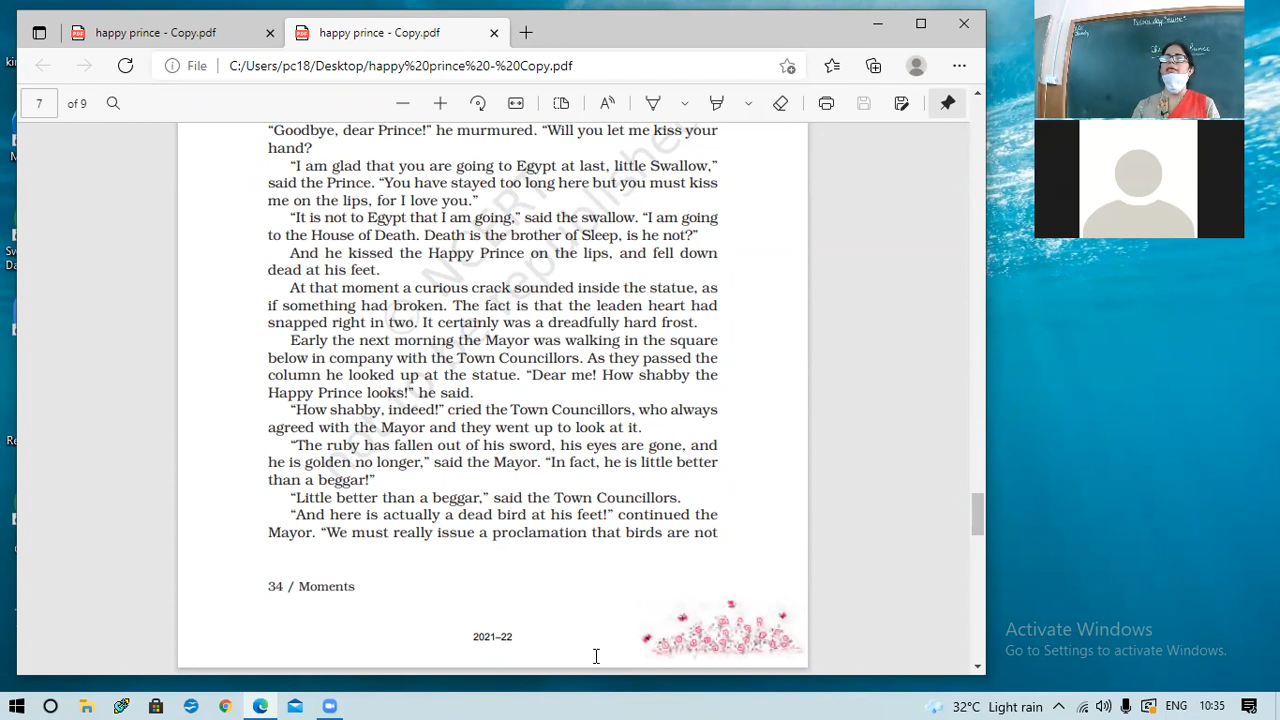 happy prince - Copy.pdf
happy prince - Copy.pdf
File
C:/Users/pc18/Desktop/happy%20prince%20-%20Copy.pdf
7
of 9
“Goodbye, dear Prince!” he murmured. “Will you let me kiss your
hand?
“I am glad that you are going to Egypt at last, little Swallow,”
said the Prince. “You have stayed too long here but you must kiss
me on the lips, for I love you.”
“It is not to Egypt that I am going,” said the swallow. “I am going
to the House of Death. Death is the brother of Sleep, is he not?”
And he kissed the Happy Prince on the lips, and fell down
dead at his feet.
At that moment a curious crack sounded inside the statue, as
if something had broken. The fact is that the leaden heart had
snapped right in two. It certainly was a dreadfully hard frost.
Early the next morning the Mayor was walking in the square
below in company with the Town Councillors. As they passed the
column he looked up at the statue. “Dear me! How shabby the
Happy Prince looks!” he said.
“How shabby, indeed!” cried the Town Councillors, who always
agreed with the Mayor and they went up to look at it.
“The ruby has fallen out of his sword, his eyes are gone, and
he is golden no longer,” said the Mayor. “In fact, he is little better
than a beggar!”
“Little better than a beggar,” said the Town Councillors.
“And here is actually a dead bird at his feet!” continued the
Mayor. “We must really issue a proclamation that birds are not
34 / Moments
2021–22
© NCERT
not to be republished
Activate Windows
Go to Settings to activate Windows.
32°C Light rain
ENG
10:35